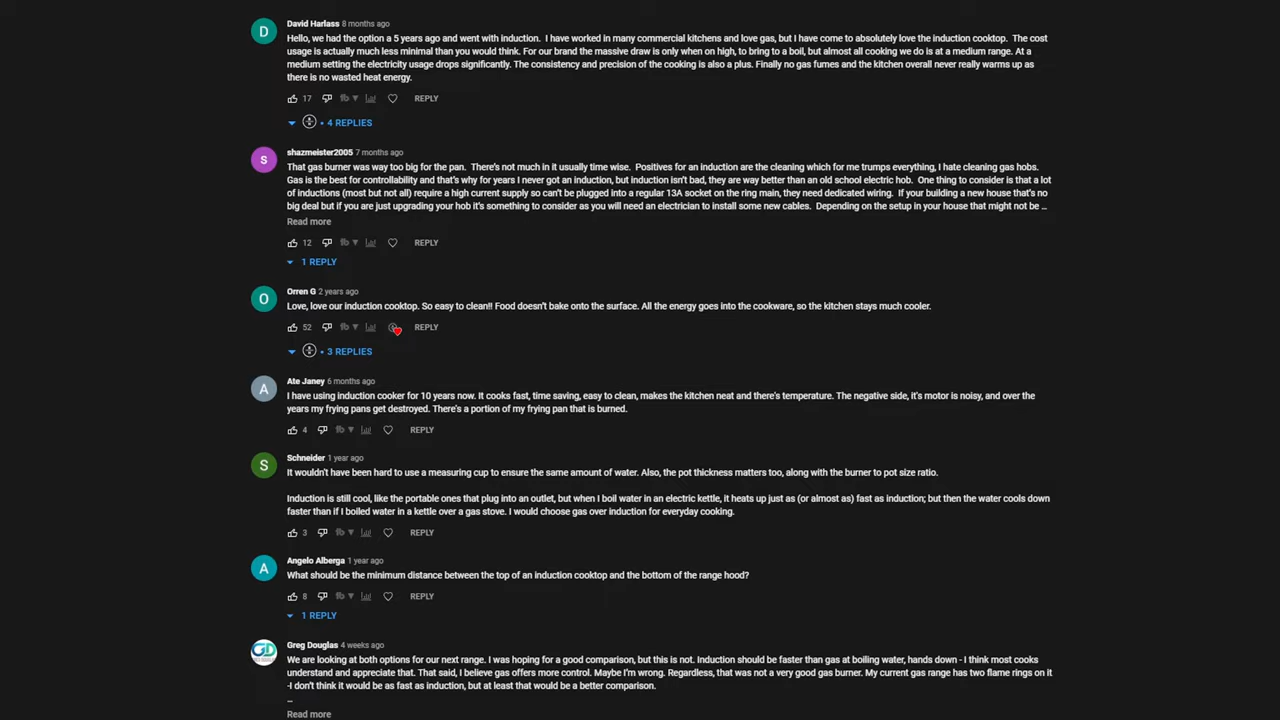 David Harlass 8 months ago
Hello, we had the option a 5 years ago and went with induction. I have worked in many commercial kitchens and love gas, but I have come to absolutely love the induction cooktop. The cost
usage is actually much less minimal than you would think. For our brand the massive draw is only when on high, to bring to a boil, but almost all cooking we do is at a medium range. At a
medium setting the electricity usage drops significantly. The consistency and precision of the cooking is also a plus. Finally no gas fumes and the kitchen overall never really warms up as
there is no wasted heat energy.
17 REPLY
4 REPLIES
shazmeister2005 7 months ago
That gas burner was way too big for the pan. There's not much in it usually time wise. Positives for an induction are the cleaning which for me trumps everything, I hate cleaning gas hobs.
Gas is the best for controllability and that's why for years I never got an induction, but induction isn't bad, they are way better than an old school electric hob. One thing to consider is that a lot
of inductions (most but not all) require a high current supply so can't be plugged into a regular 13A socket on the ring main, they need dedicated wiring. If your building a new house that's no
big deal but if you are just upgrading your hob it's something to consider as you will need an electrician to install some new cables. Depending on the setup in your house that might not be ...
Read more
12 REPLY
1 REPLY
Orren G 2 years ago
Love, love our induction cooktop. So easy to clean!! Food doesn't bake onto the surface. All the energy goes into the cookware, so the kitchen stays much cooler.
52 REPLY
3 REPLIES
Ate Janey 6 months ago
I have using induction cooker for 10 years now. It cooks fast, time saving, easy to clean, makes the kitchen neat and there's temperature. The negative side, it's motor is noisy, and over the
years my frying pans get destroyed. There's a portion of my frying pan that is burned.
4 REPLY
Schneider 1 year ago
It wouldn't have been hard to use a measuring cup to ensure the same amount of water. Also, the pot thickness matters too, along with the burner to pot size ratio.
Induction is still cool, like the portable ones that plug into an outlet, but when I boil water in an electric kettle, it heats up just as (or almost as) fast as induction; but then the water cools down
faster than if I boiled water in a kettle over a gas stove. I would choose gas over induction for everyday cooking.
3 REPLY
Angelo Alberga 1 year ago
What should be the minimum distance between the top of an induction cooktop and the bottom of the range hood?
8 REPLY
1 REPLY
Greg Douglas 4 weeks ago
We are looking at both options for our next range. I was hoping for a good comparison, but this is not. Induction should be faster than gas at boiling water, hands down - I think most cooks
understand and appreciate that. That said, I believe gas offers more control. Maybe I'm wrong. Regardless, that was not a very good gas burner. My current gas range has two flame rings on it
-I don't think it would be as fast as induction, but at least that would be a better comparison.
...
Read more